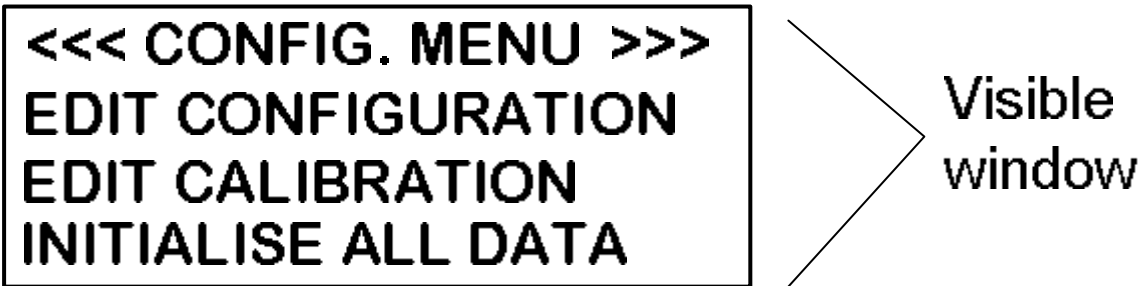 <<< CONFIG. MENU >>>
EDIT CONFIGURATION
EDIT CALIBRATION
INITIALISE ALL DATA
Visible
window